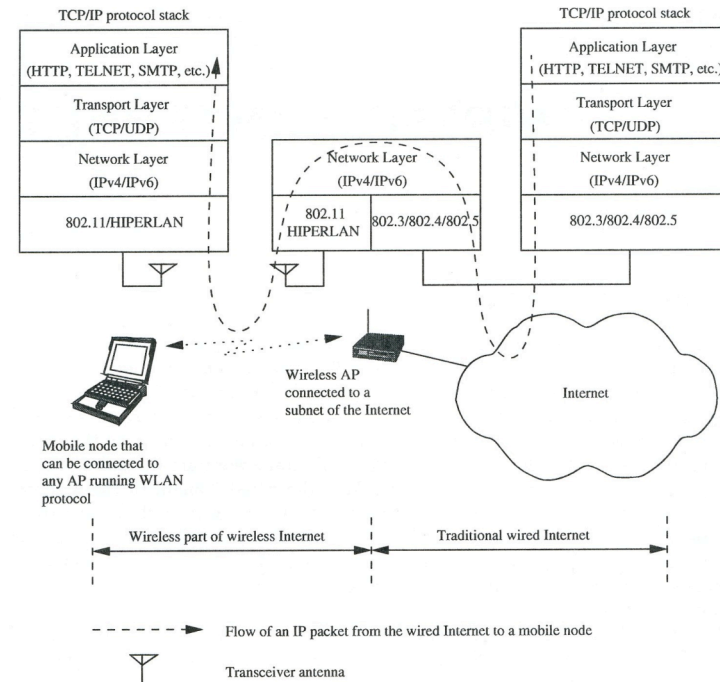 TCP/IP protocol stack
Application Layer
(HTTP, TELNET, SMTP, etc.)
Transport Layer
(TCP/UDP)
Network Layer
(IPv4/IPv6)
802.11/HIPERLAN
Network Layer
(IPv4/IPv6)
802.11
HIPERLAN
802.3/802.4/802.5
TCP/IP protocol stack
Application Layer
(HTTP, TELNET, SMTP, etc.)
Transport Layer
(TCP/UDP)
Network Layer
(IPv4/IPv6)
802.3/802.4/802.5
Mobile node that
can be connected to
any AP running WLAN
protocol
Wireless AP
connected to a
subnet of the Internet
Internet
Wireless part of wireless Internet
Traditional wired Internet
Flow of an IP packet from the wired Internet to a mobile node
Transceiver antenna